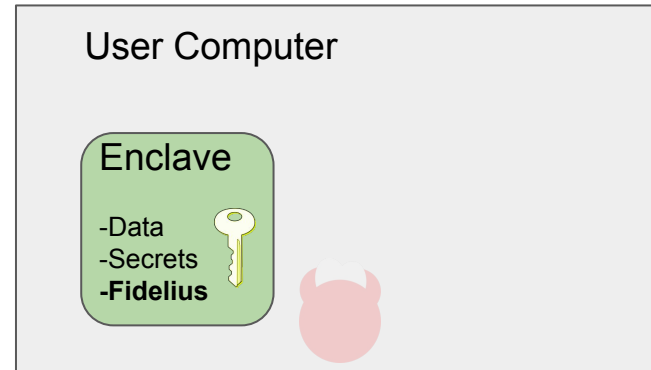 User Computer
Enclave
-Data
-Secrets
-Fidelius